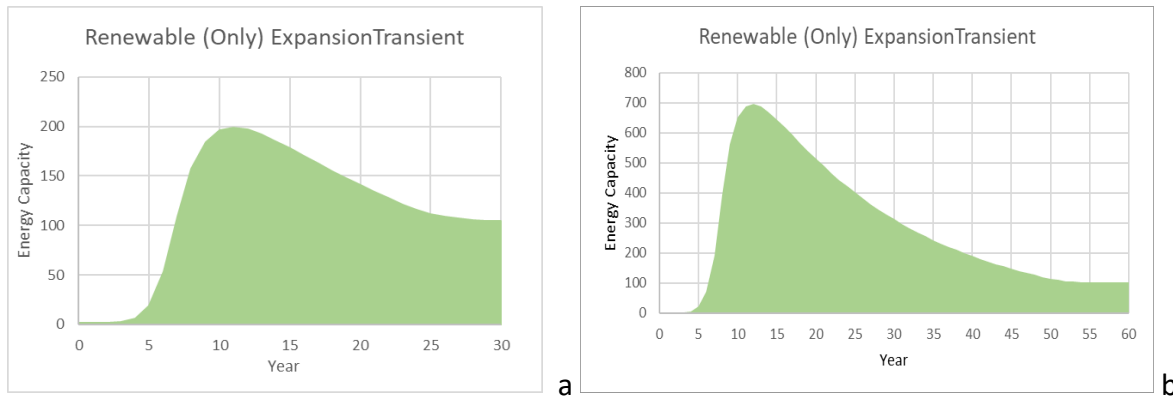 Renewable (Only) ExpansionTransient
250
200
150
100
50
0
Energy Capacity
0 5 10 15 20 25 30
Year
a
Renewable (Only) ExpansionTransient
800
700
600
500
400
300
200
100
0
Energy Capacity
0 5 10 15 20 25 30 35 40 45 50 55 60
Year
b